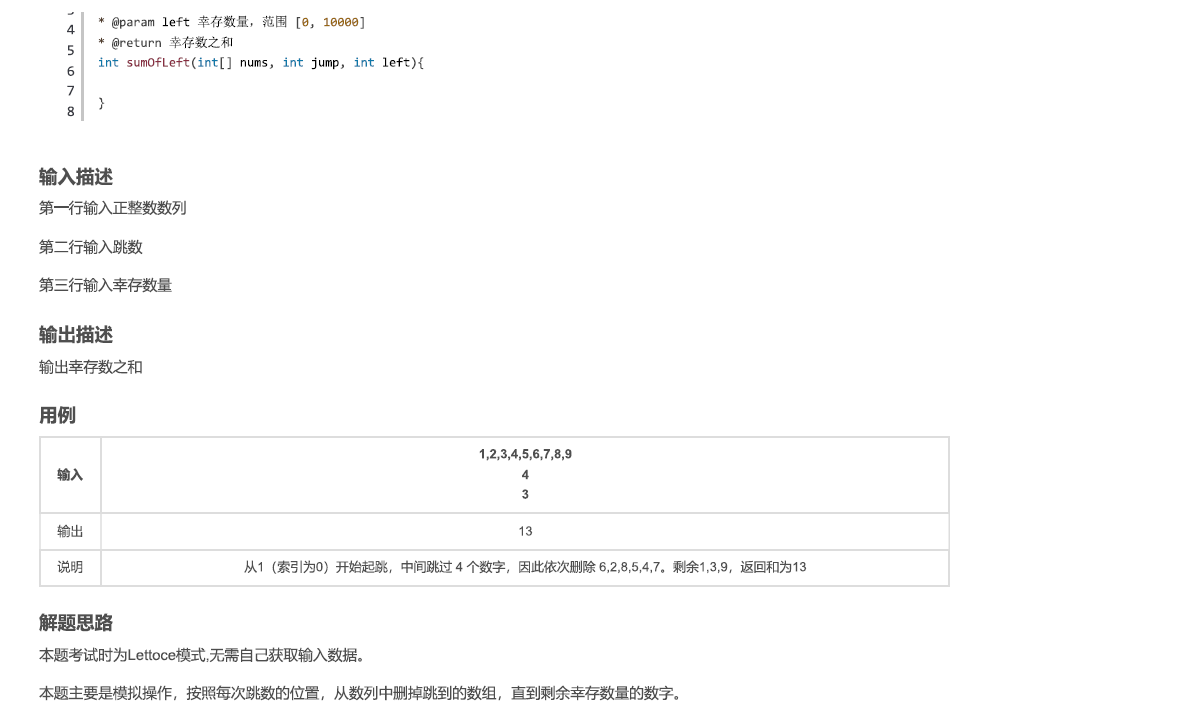 4 * @param left 幸存数量，范围 [0, 10000]
5 * @return 幸存数之和
6 int sumOfLeft(int[] nums, int jump, int left){
7
8 }
输入描述
第一行输入正整数数列
第二行输入跳数
第三行输入幸存数量
输出描述
输出幸存数之和
用例
输入 1,2,3,4,5,6,7,8,9
4
3
输出 13
说明 从1（索引为0）开始起跳，中间跳过 4 个数字，因此依次删除 6,2,8,5,4,7。剩余1,3,9，返回和为13
解题思路
本题考试时为Lettoce模式,无需自己获取输入数据。
本题主要是模拟操作，按照每次跳数的位置，从数列中删掉跳到的数组，直到剩余幸存数量的数字。